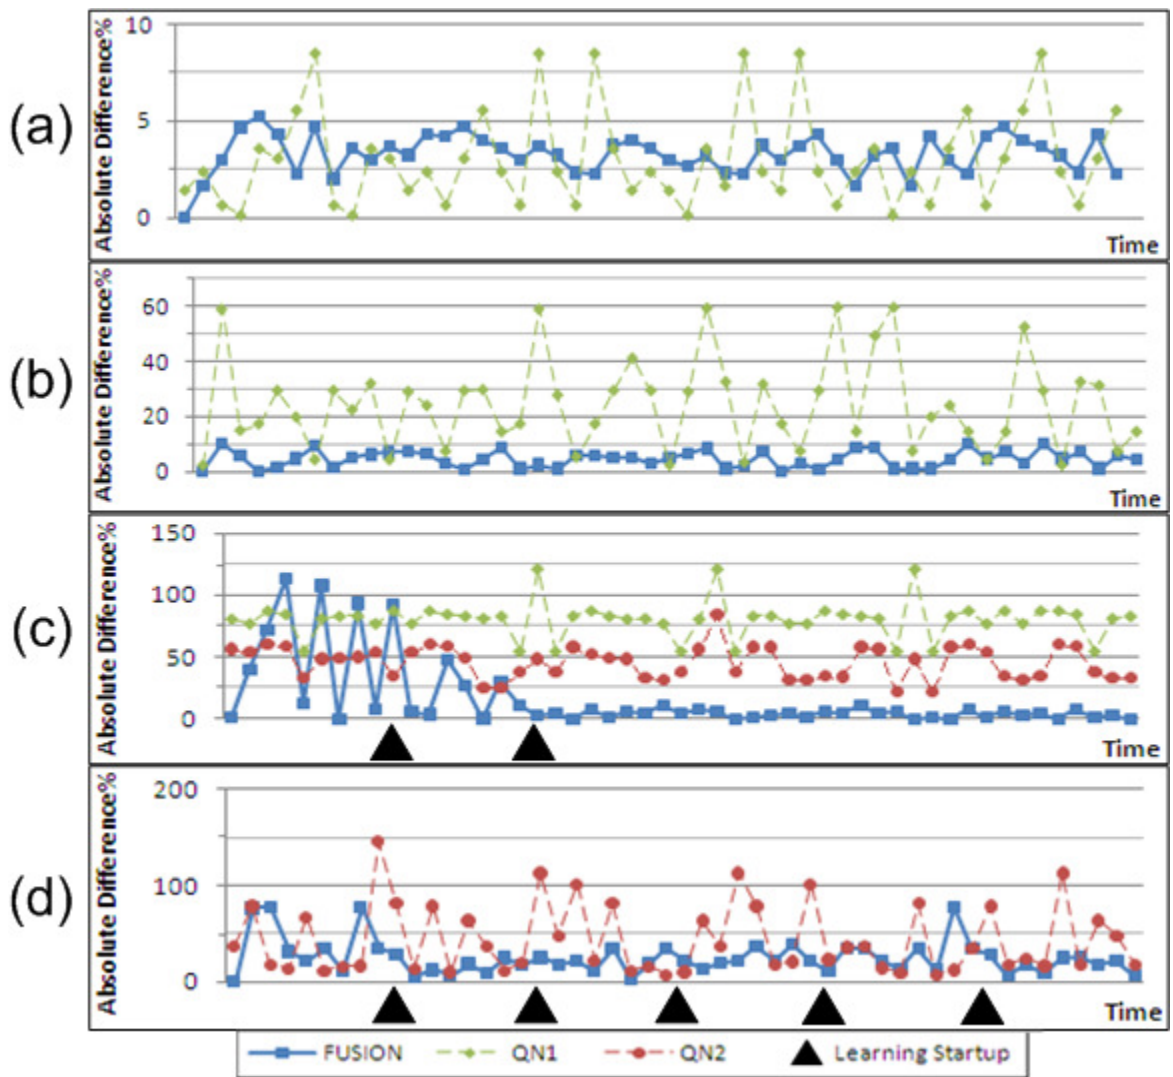 (a)
Absolute Difference%
10
5
0
Time
(b)
Absolute Difference%
60
40
20
0
Time
(c)
Absolute Difference%
150
100
50
0
Time
(d)
Absolute Difference%
200
100
0
Time
FUSION QN1 QN2 Learning Startup